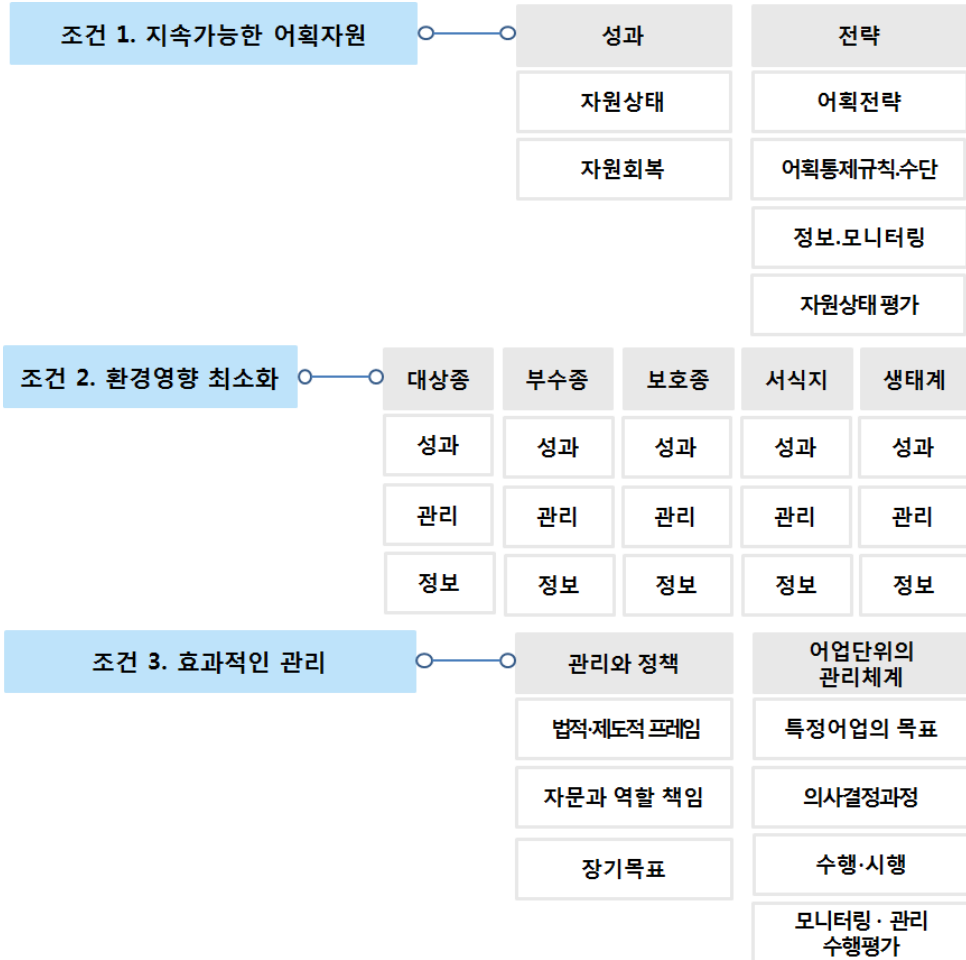 조건 1. 지속가능한 어획자원
성과
전략
자원상태
어획전략
자원회복
어획통제규칙.수단
정보.모니터링
자원상태 평가
조건 2. 환경영향 최소화
대상종
부수종
보호종
서식지
생태계
성과
성과
성과
성과
성과
관리
관리
관리
관리
관리
정보
정보
정보
정보
정보
조건 3. 효과적인 관리
관리와 정책
어업단위의
관리체계
법적·제도적 프레임
특정어업의 목표
자문과 역할 책임
의사결정과정
장기목표
수행·시행
모니터링 · 관리
수행평가